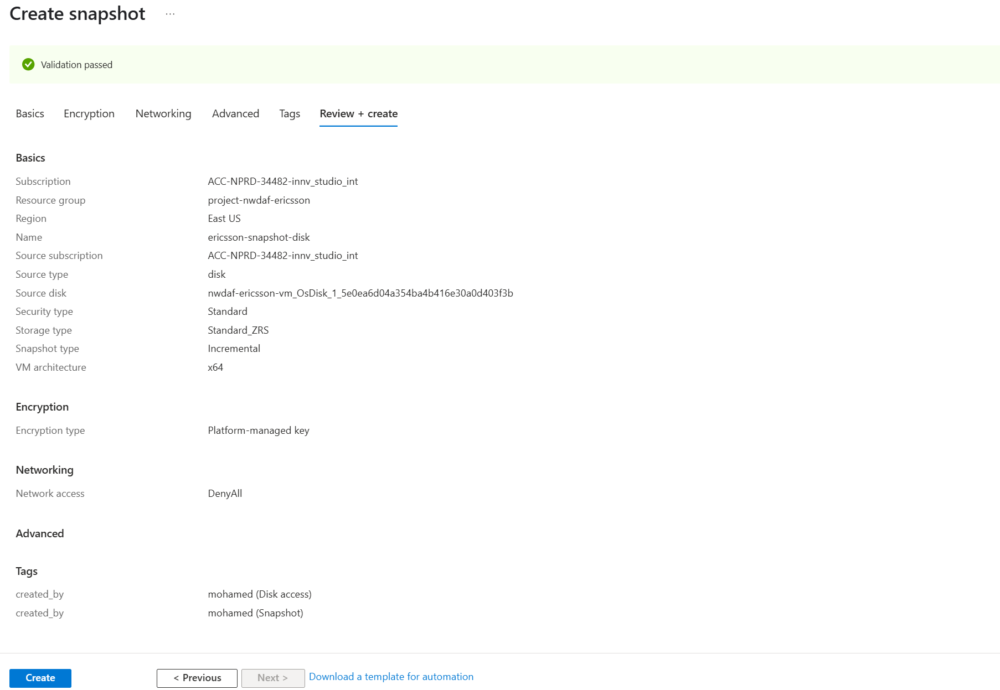 Create snapshot ...
Validation passed
Basics Encryption Networking Advanced Tags Review + create
Basics
Subscription ACC-NPRD-34482-innv_studio_int
Resource group project-nwdaf-ericsson
Region East US
Name ericsson-snapshot-disk
Source subscription ACC-NPRD-34482-innv_studio_int
Source type disk
Source disk nwdaf-ericsson-vm_OsDisk_1_5e0ea6d04a354ba4b416e30a0d403f3b
Security type Standard
Storage type Standard_ZRS
Snapshot type Incremental
VM architecture x64
Encryption
Encryption type Platform-managed key
Networking
Network access DenyAll
Advanced
Tags
created_by mohamed (Disk access)
created_by mohamed (Snapshot)
Create < Previous Next > Download a template for automation